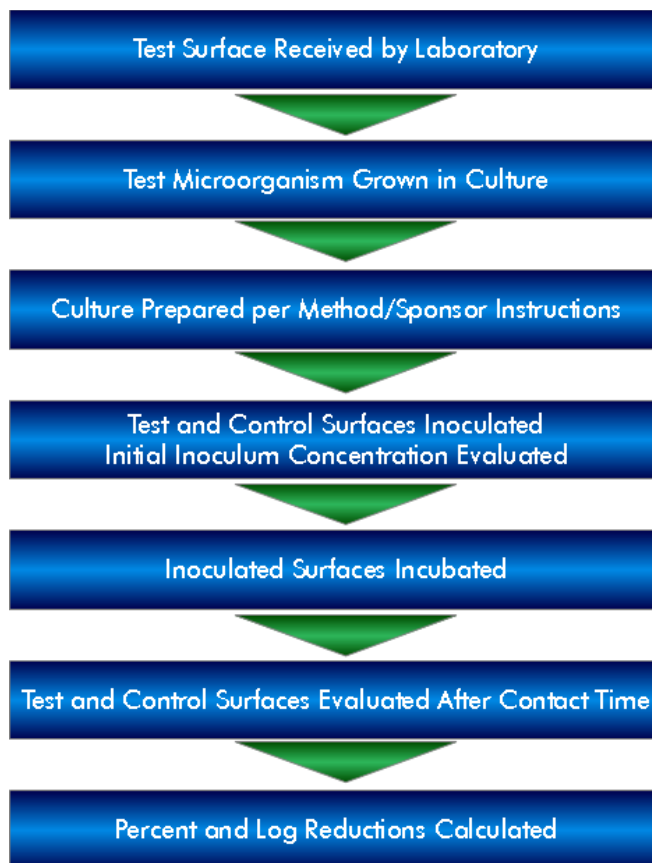 Test Surface Received by Laboratory
Test Microorganism Grown in Culture
Culture Prepared per Method/Sponsor Instructions
Test and Control Surfaces Inoculated
Initial Inoculum Concentration Evaluated
Inoculated Surfaces Incubated
Test and Control Surfaces Evaluated After Contact Time
Percent and Log Reductions Calculated